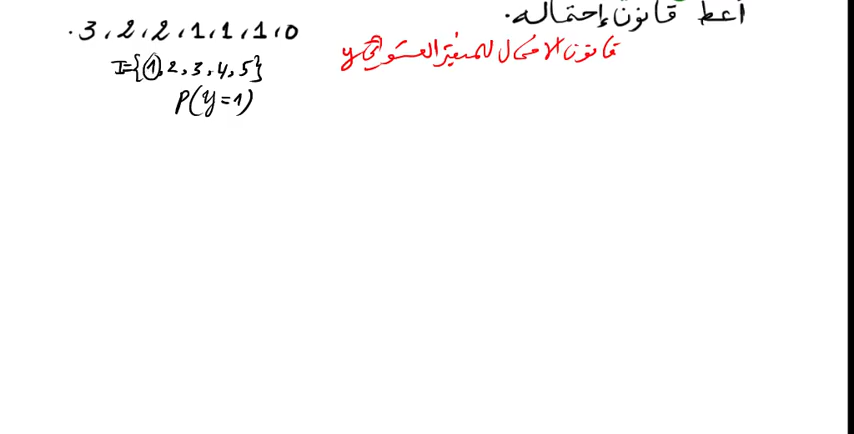 أعط قانون إحتماله.
. 3 , 2 , 2 , 1 , 1 , 1 , 0
قانون الاحتمال للمتغير العشوائي y
I={1, 2, 3, 4, 5}
P(y=1)